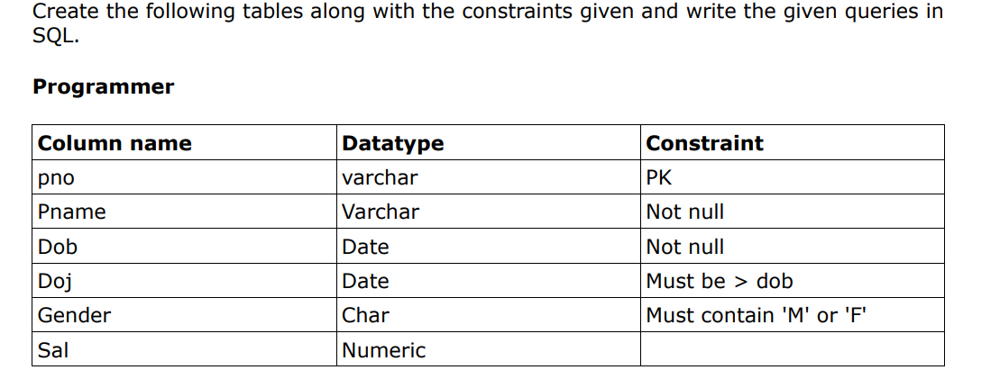 Create the following tables along with the constraints given and write the given queries in
SQL.
Programmer
Column name Datatype Constraint
pno varchar PK
Pname Varchar Not null
Dob Date Not null
Doj Date Must be > dob
Gender Char Must contain 'M' or 'F'
Sal Numeric